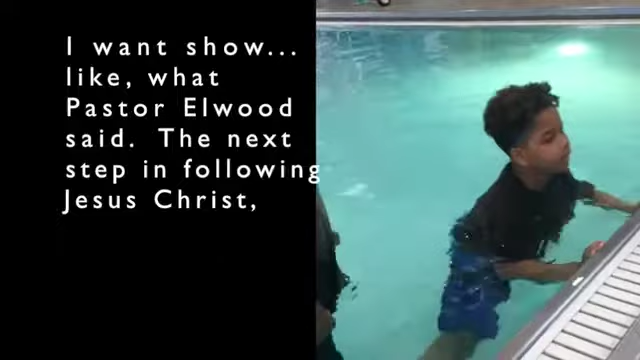 I want show...
like, what
Pastor Elwood
said. The next
step in following
Jesus Christ,